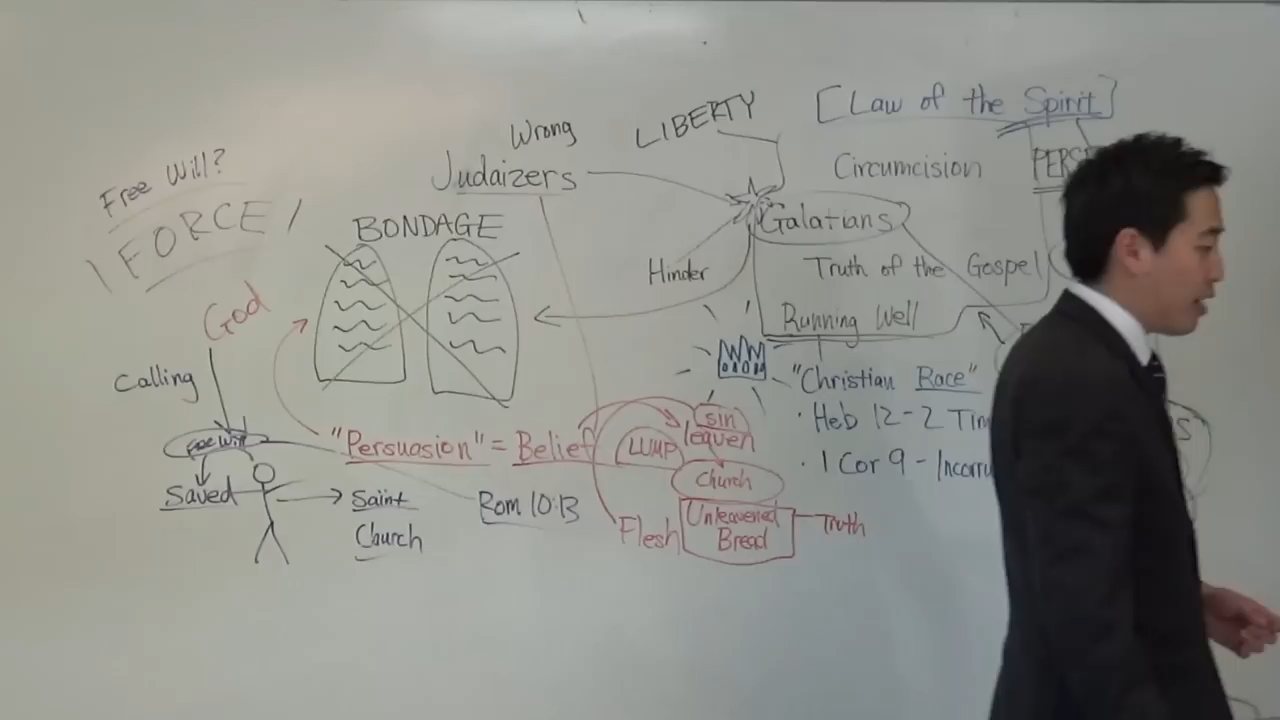 [Law of the Spirit]
LIBERTY
Wrong
Judaizers
Circumcision
Free Will?
FORCE
BONDAGE
Galatians
Hinder
Truth of the Gospel
God
Running Well
Calling
"Christian Race"
• Heb 12 - 2
sin
leaven
"Persuasion" = Belief
LUMP
Free Will
• 1 Cor 9 -
Church
Saved
Saint
Rom 10:13
Church
Flesh
Unleavened
Bread
Truth